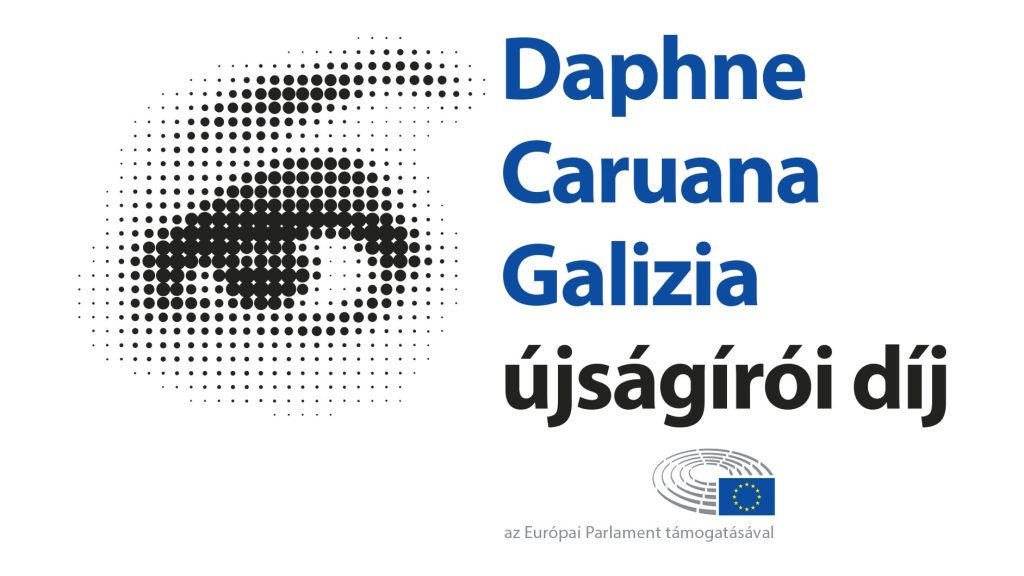 Daphne
Caruana
Galizia
újságírói díj
az Európai Parlament támogatásával